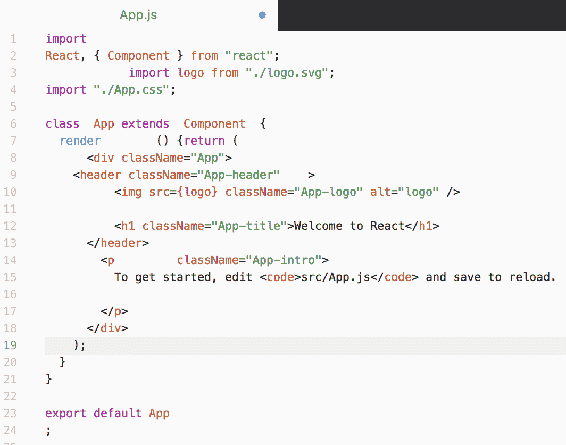 App.js
1 import
2 React, { Component } from "react";
3             import logo from "./logo.svg";
4 import "./App.css";
5
6 class  App extends  Component  {
7   render        () {return (
8       <div className="App">
9     <header className="App-header"    >
10           <img src={logo} className="App-logo" alt="logo" />
11
12           <h1 className="App-title">Welcome to React</h1>
13       </header>
14         <p         className="App-intro">
15           To get started, edit <code>src/App.js</code> and save to reload.
16
17         </p>
18       </div>
19     );
20   }
21 }
22
23 export default App
24 ;